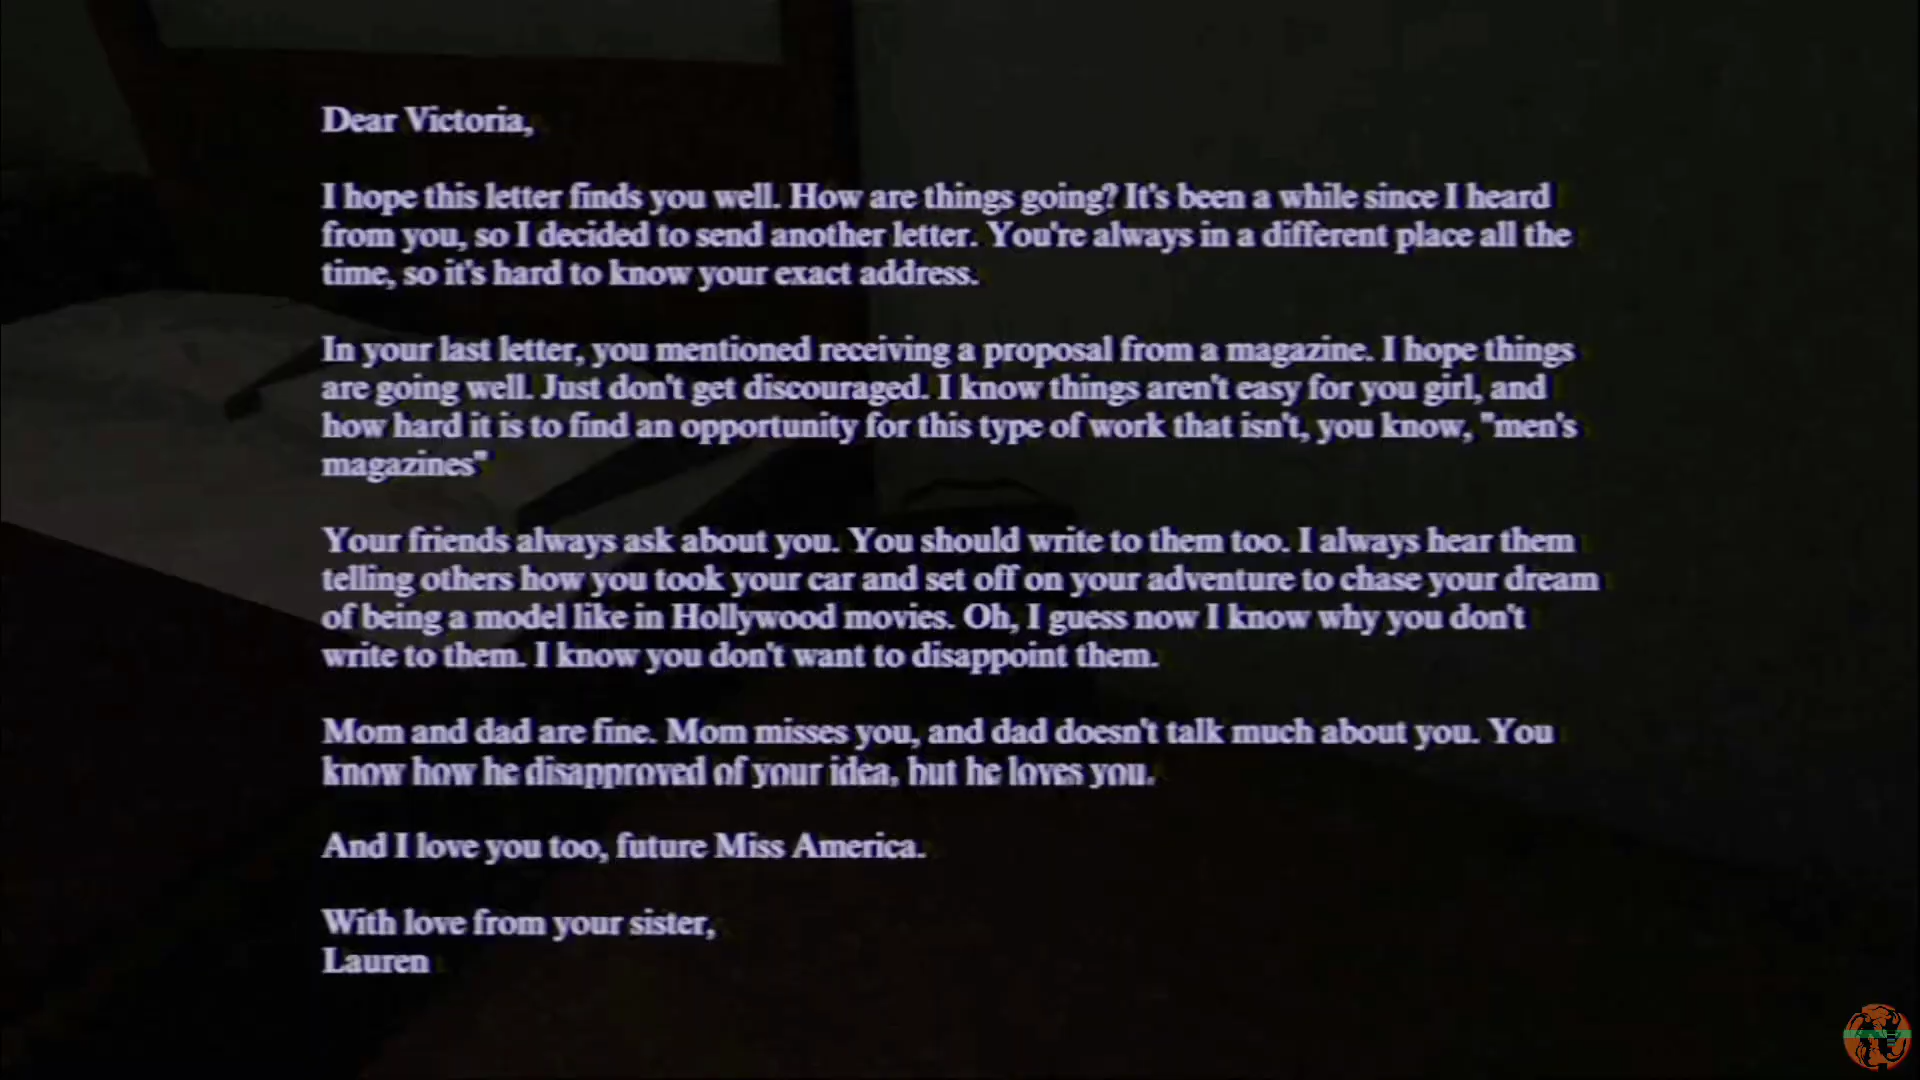 Dear Victoria,
I hope this letter finds you well. How are things going? It's been a while since I heard
from you, so I decided to send another letter. You're always in a different place all the
time, so it's hard to know your exact address.
In your last letter, you mentioned receiving a proposal from a magazine. I hope things
are going well. Just don't get discouraged. I know things aren't easy for you girl, and
how hard it is to find an opportunity for this type of work that isn't, you know, "men's
magazines"
Your friends always ask about you. You should write to them too. I always hear them
telling others how you took your car and set off on your adventure to chase your dream
of being a model like in Hollywood movies. Oh, I guess now I know why you don't
write to them. I know you don't want to disappoint them.
Mom and dad are fine. Mom misses you, and dad doesn't talk much about you. You
know how he disapproved of your idea, but he loves you.
And I love you too, future Miss America.
With love from your sister,
Lauren